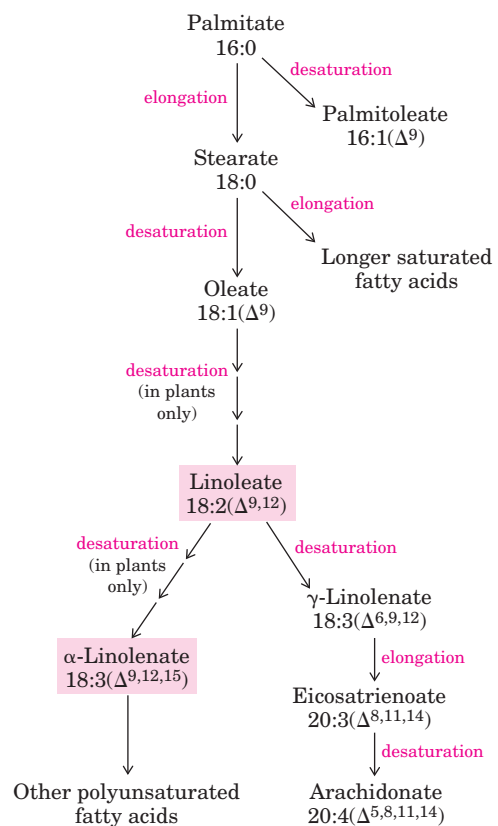 Palmitate
16:0
desaturation
elongation
Palmitoleate
16:1(Δ⁹)
Stearate
18:0
elongation
desaturation
Longer saturated
fatty acids
Oleate
18:1(Δ⁹)
desaturation
(in plants
only)
Linoleate
18:2(Δ⁹,¹²)
desaturation
(in plants
only)
desaturation
γ-Linolenate
18:3(Δ⁶,⁹,¹²)
α-Linolenate
18:3(Δ⁹,¹²,¹⁵)
elongation
Eicosatrienoate
20:3(Δ⁸,¹¹,¹⁴)
desaturation
Other polyunsaturated
fatty acids
Arachidonate
20:4(Δ⁵,⁸,¹¹,¹⁴)